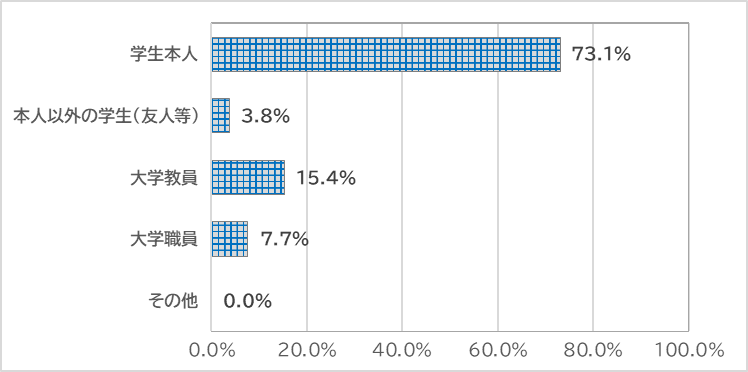 学生本人 73.1%
本人以外の学生（友人等） 3.8%
大学教員 15.4%
大学職員 7.7%
その他 0.0%
0.0% 20.0% 40.0% 60.0% 80.0% 100.0%